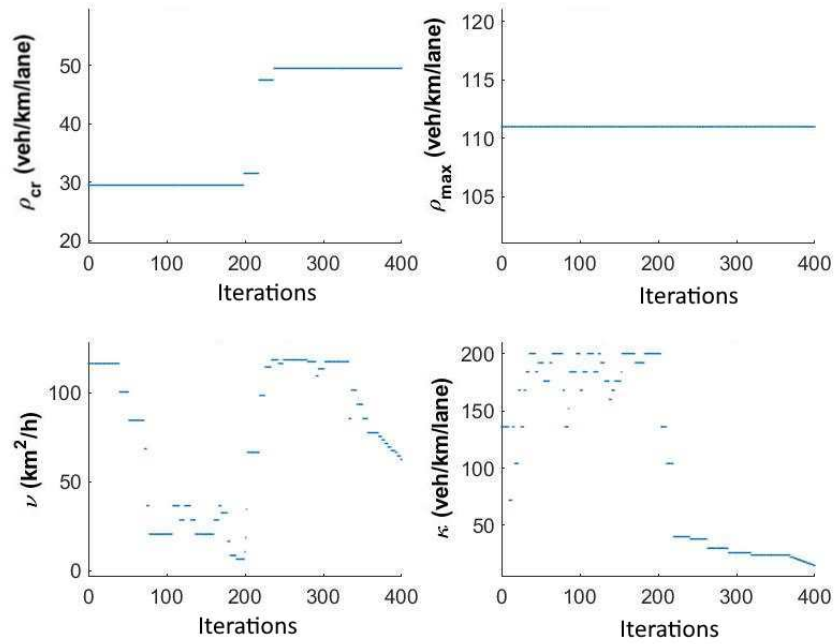 ρcr (veh/km/lane)
50
40
30
20
0 100 200 300 400
Iterations
ρmax (veh/km/lane)
120
115
110
105
0 100 200 300 400
Iterations
ν (km²/h)
100
50
0
0 100 200 300 400
Iterations
κ (veh/km/lane)
200
150
100
50
0 100 200 300 400
Iterations